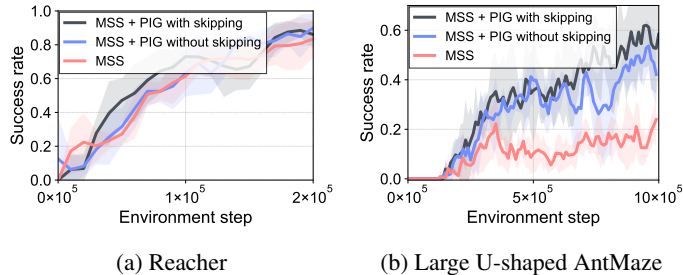 MSS + PIG with skipping
MSS + PIG without skipping
MSS
Success rate
1.0
0.8
0.6
0.4
0.2
0.0
0×10⁵
1×10⁵
2×10⁵
Environment step
(a) Reacher
MSS + PIG with skipping
MSS + PIG without skipping
MSS
Success rate
0.6
0.4
0.2
0.0
0×10⁵
5×10⁵
10×10⁵
Environment step
(b) Large U-shaped AntMaze